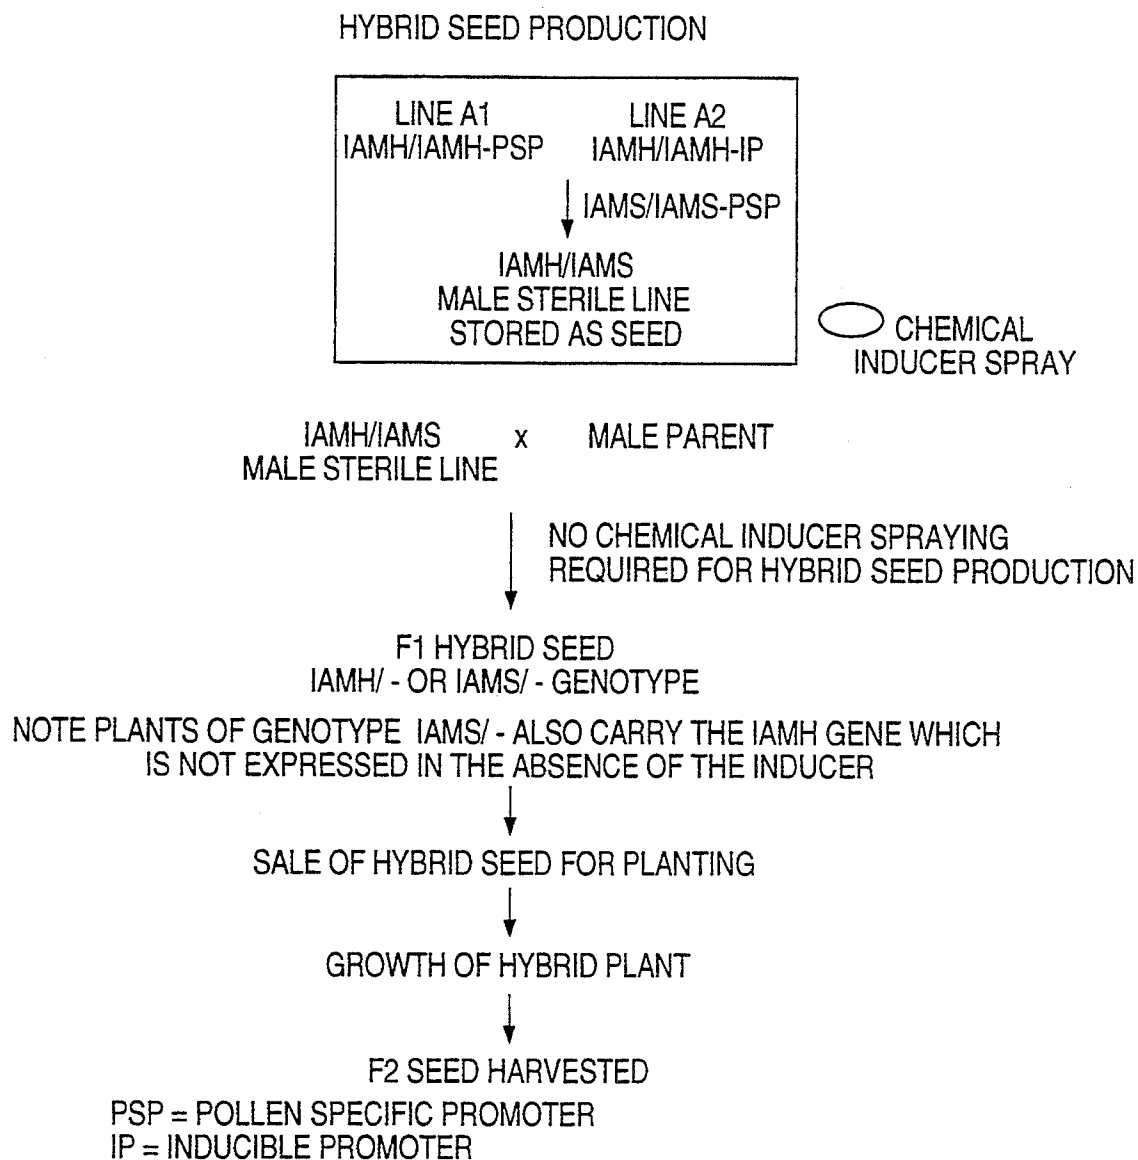 HYBRID SEED PRODUCTION
LINE A1 LINE A2
IAMH/IAMH-PSP IAMH/IAMH-IP
IAMS/IAMS-PSP
IAMH/IAMS
MALE STERILE LINE
STORED AS SEED
CHEMICAL
INDUCER SPRAY
IAMH/IAMS x MALE PARENT
MALE STERILE LINE
NO CHEMICAL INDUCER SPRAYING
REQUIRED FOR HYBRID SEED PRODUCTION
F1 HYBRID SEED
IAMH/ - OR IAMS/ - GENOTYPE
NOTE PLANTS OF GENOTYPE IAMS/ - ALSO CARRY THE IAMH GENE WHICH
IS NOT EXPRESSED IN THE ABSENCE OF THE INDUCER
SALE OF HYBRID SEED FOR PLANTING
GROWTH OF HYBRID PLANT
F2 SEED HARVESTED
PSP = POLLEN SPECIFIC PROMOTER
IP = INDUCIBLE PROMOTER